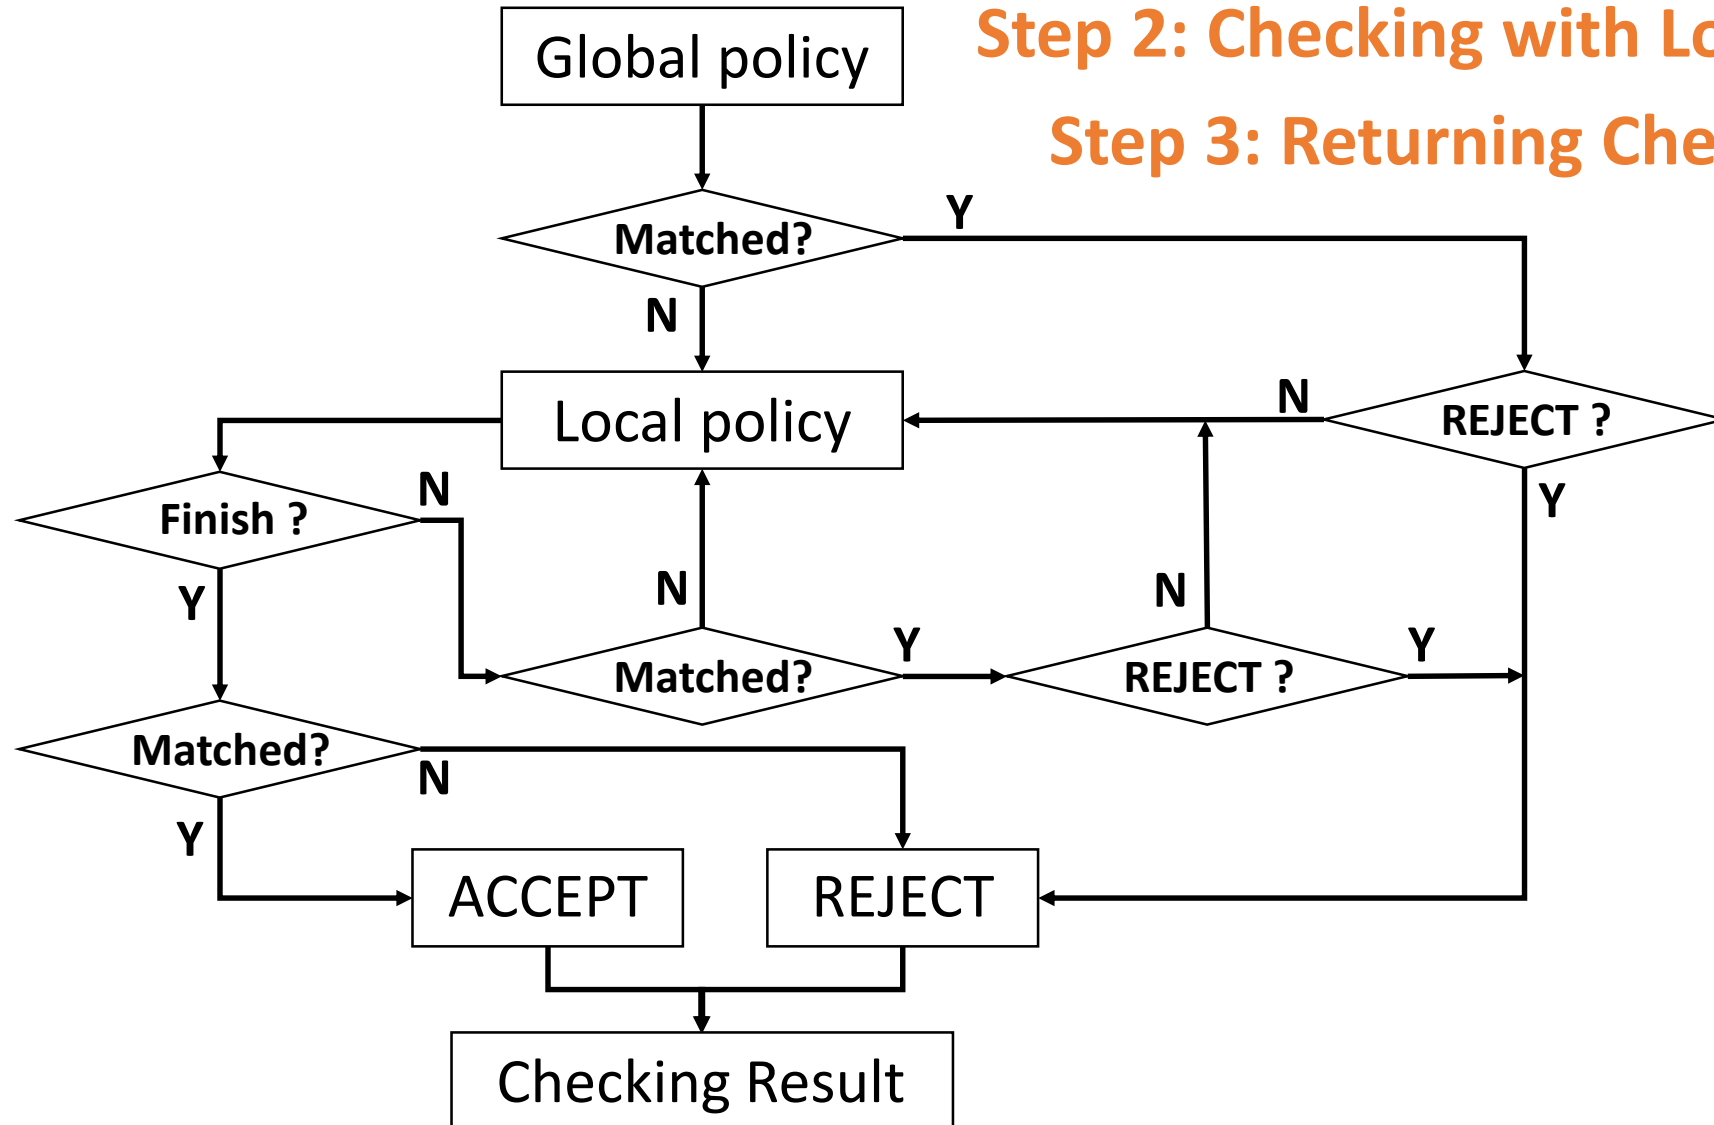 Global policy
Step 2: Checking with Lo
Step 3: Returning Che
Matched?
Y
N
Local policy
N
REJECT ?
Y
Finish ?
N
Y
N
Matched?
Y
N
REJECT ?
Y
Matched?
N
Y
ACCEPT
REJECT
Checking Result